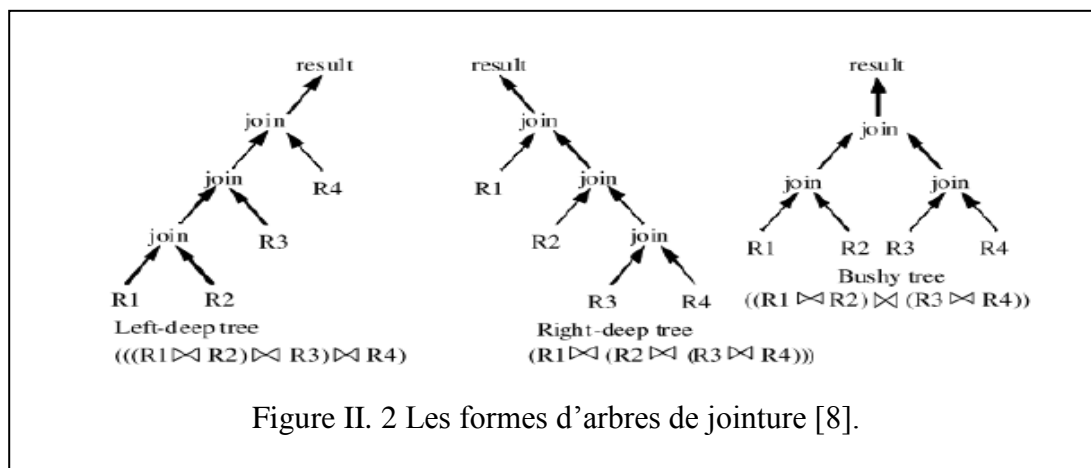 result
join
join
R4
join
R3
R1 R2
Left-deep tree
(((R1 ⋈ R2) ⋈ R3) ⋈ R4)
result
join
R1
join
R2
join
R3 R4
Right-deep tree
(R1 ⋈ (R2 ⋈ (R3 ⋈ R4)))
result
join
join join
R1 R2 R3 R4
Bushy tree
((R1 ⋈ R2) ⋈ (R3 ⋈ R4))
Figure II. 2 Les formes d’arbres de jointure [8].